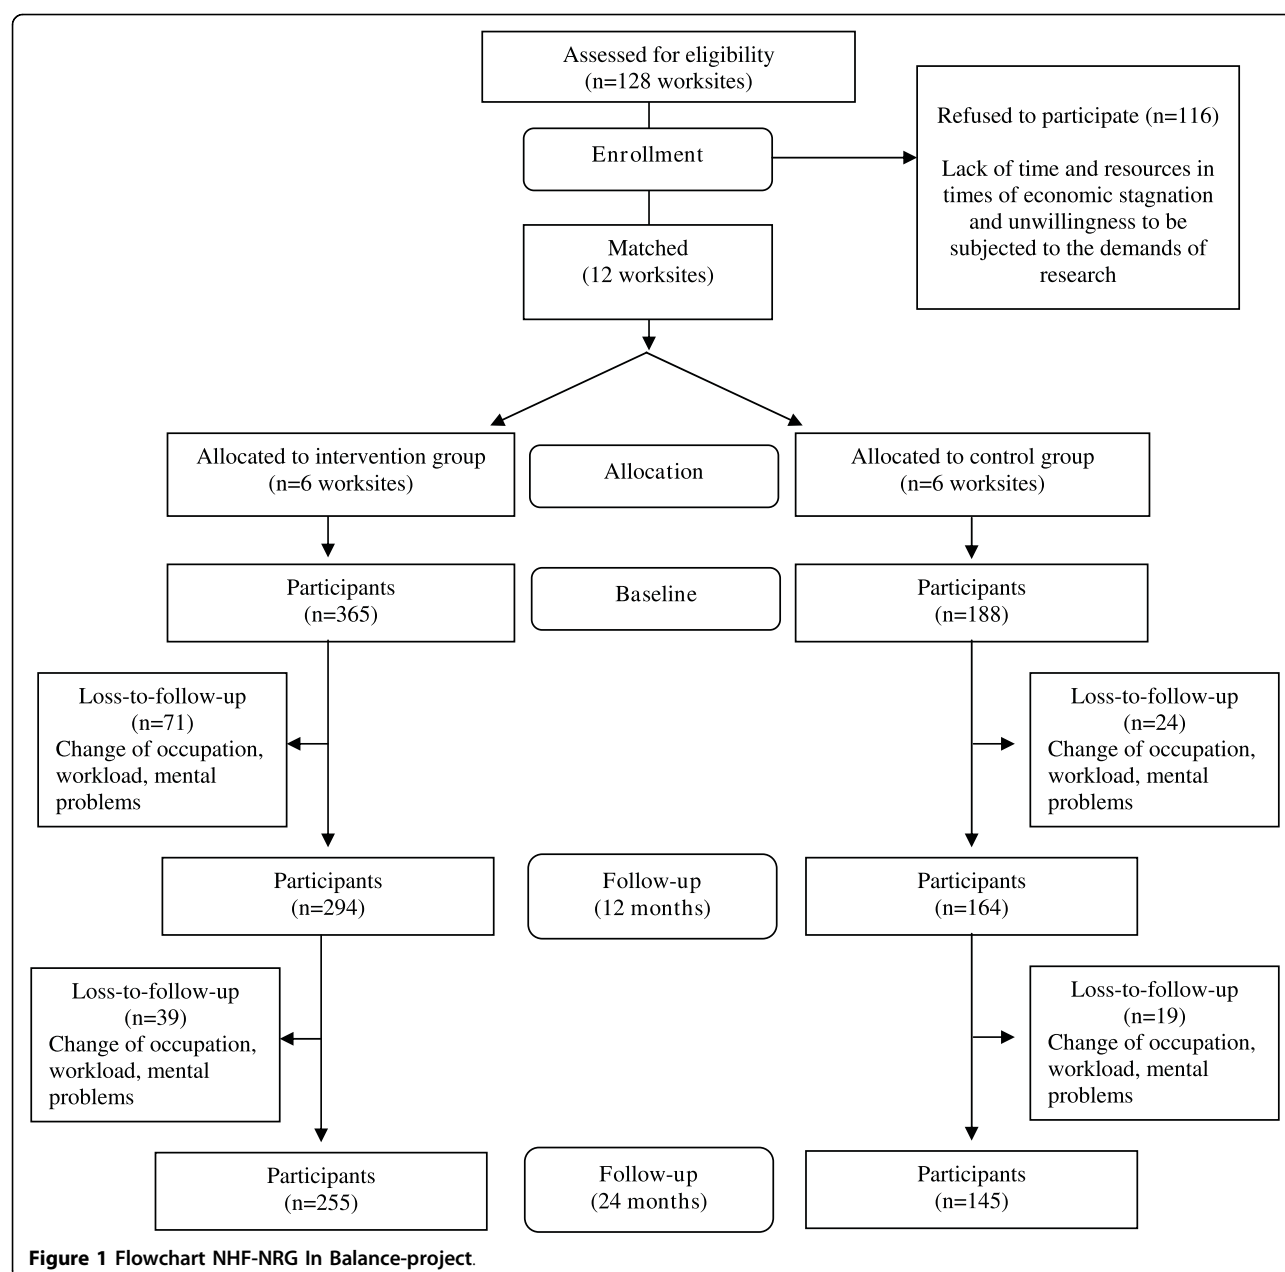 Assessed for eligibility
(n=128 worksites)
Enrollment
Refused to participate (n=116)
Lack of time and resources in
times of economic stagnation
and unwillingness to be
subjected to the demands of
research
Matched
(12 worksites)
Allocated to intervention group
(n=6 worksites)
Allocation
Allocated to control group
(n=6 worksites)
Participants
(n=365)
Baseline
Participants
(n=188)
Loss-to-follow-up
(n=71)
Change of occupation,
workload, mental
problems
Loss-to-follow-up
(n=24)
Change of occupation,
workload, mental
problems
Participants
(n=294)
Follow-up
(12 months)
Participants
(n=164)
Loss-to-follow-up
(n=39)
Change of occupation,
workload, mental
problems
Loss-to-follow-up
(n=19)
Change of occupation,
workload, mental
problems
Participants
(n=255)
Follow-up
(24 months)
Participants
(n=145)
Figure 1 Flowchart NHF-NRG In Balance-project.